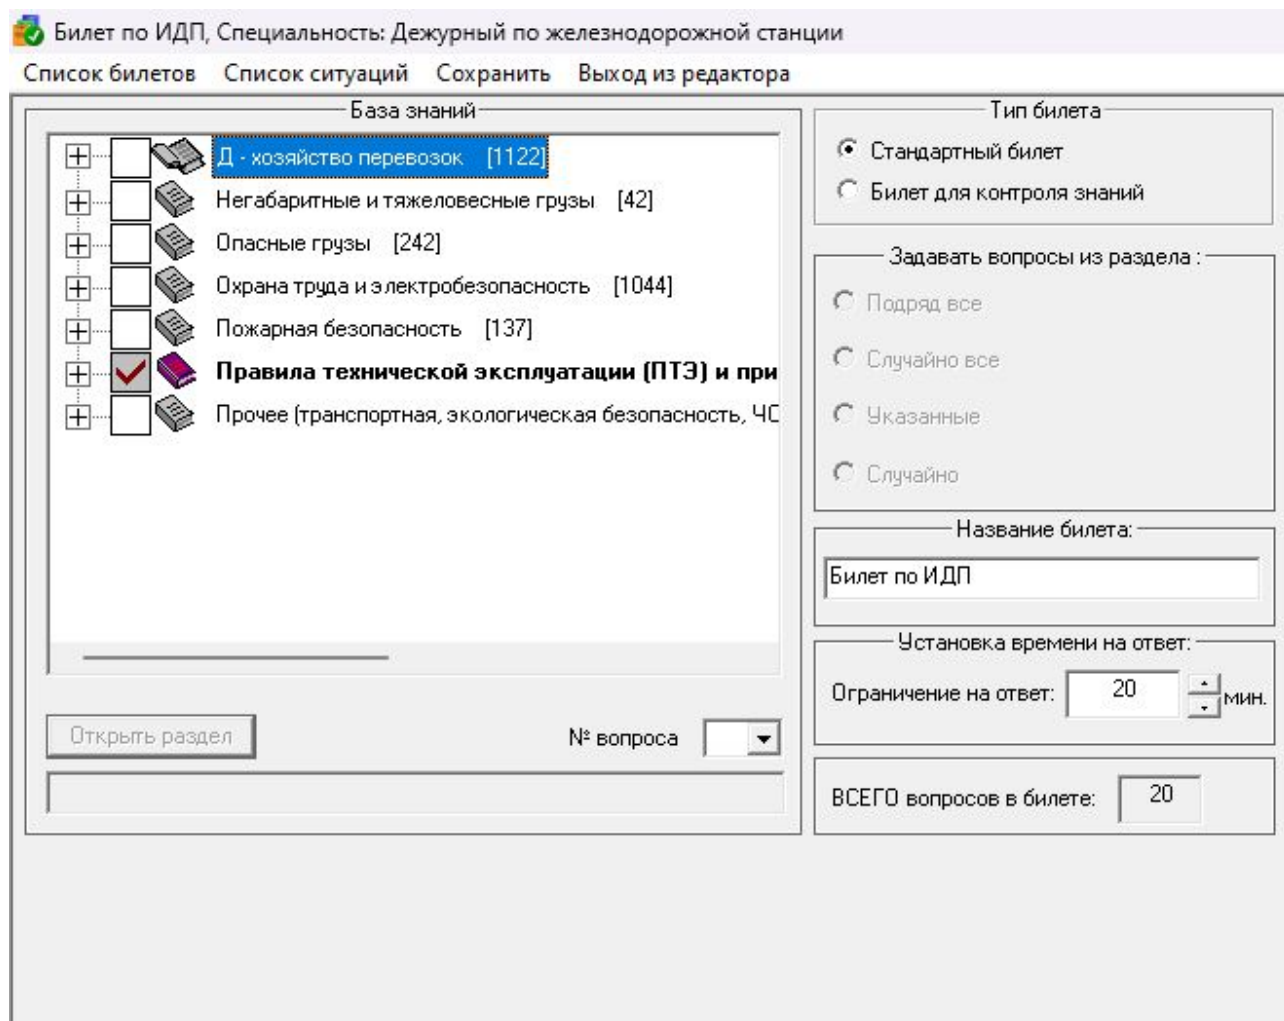 Билет по ИДП, Специальность: Дежурный по железнодорожной станции
Список билетов Список ситуаций Сохранить Выход из редактора
База знаний
Д - хозяйство перевозок [1122]
Негабаритные и тяжеловесные грузы [42]
Опасные грузы [242]
Охрана труда и электробезопасность [1044]
Пожарная безопасность [137]
Правила технической эксплуатации (ПТЭ) и при
Прочее (транспортная, экологическая безопасность, ЧС
Открыть раздел
№ вопроса
Тип билета
Стандартный билет
Билет для контроля знаний
Задавать вопросы из раздела :
Подряд все
Случайно все
Указанные
Случайно
Название билета:
Билет по ИДП
Установка времени на ответ:
Ограничение на ответ: 20 мин.
ВСЕГО вопросов в билете: 20